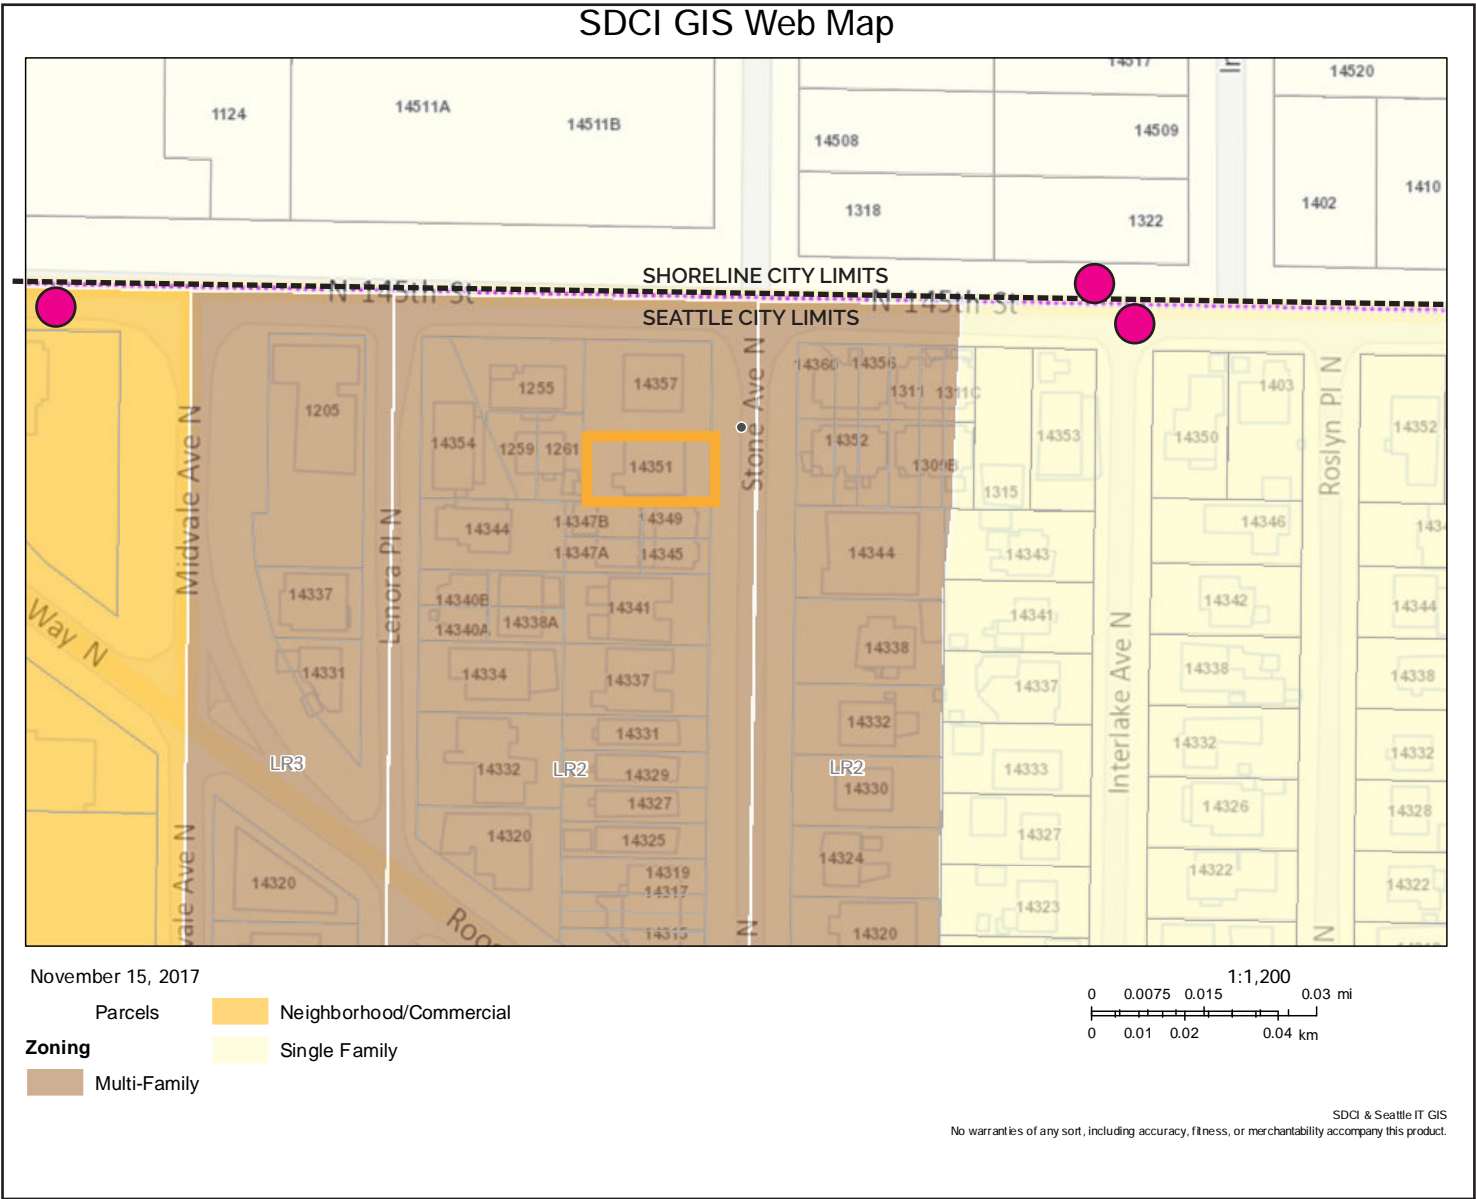 SDCI GIS Web Map
14517
14520
1124
14511A
14511B
14508
14509
1402
1410
1318
1322
SHORELINE CITY LIMITS
N 145th St
N 145th St
SEATTLE CITY LIMITS
Midvale Ave N
Lenora Pl N
Stone Ave N
Interlake Ave N
Roslyn Pl N
Way N
1205
1255
14357
14354
1259
1261
14351
14360
14356
1311
1311C
14352
1309B
14353
1315
14350
1403
14352
14344
14347B
14349
14347A
14345
14344
14343
14346
14337
14340B
14340A
14338A
14341
14338
14341
14342
14344
14331
14334
14337
14332
14337
14338
14338
14331
LR3
14332
LR2
14329
LR2
14333
14332
14332
14327
14330
14326
14328
14320
14325
14327
14324
14322
14322
14320
14319
14317
14323
14315
14320
vale Ave N
N
N
November 15, 2017
Parcels
Zoning
Multi-Family
Neighborhood/Commercial
Single Family
1:1,200
0 0.0075 0.015 0.03 mi
0 0.01 0.02 0.04 km
SDCI & Seattle IT GIS
No warranties of any sort, including accuracy, fitness, or merchantability accompany this product.